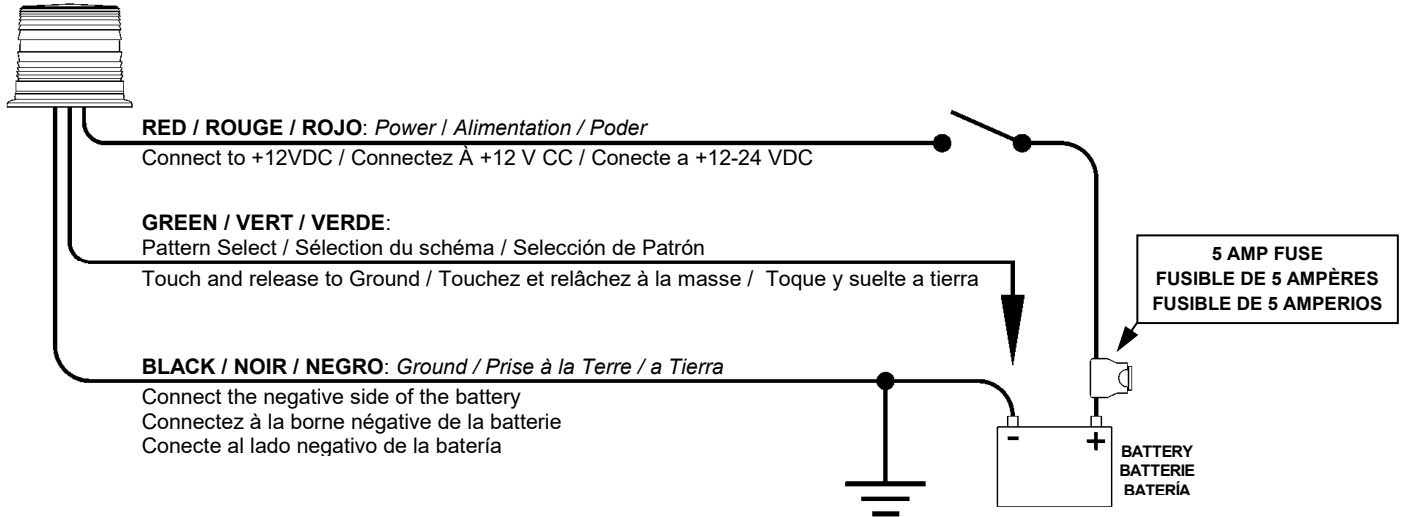 RED / ROUGE / ROJO: Power / Alimentation / Poder
Connect to +12VDC / Connectez À +12 V CC / Conecte a +12-24 VDC
GREEN / VERT / VERDE:
Pattern Select / Sélection du schéma / Selección de Patrón
Touch and release to Ground / Touchez et relâchez à la masse / Toque y suelte a tierra
5 AMP FUSE
FUSIBLE DE 5 AMPÈRES
FUSIBLE DE 5 AMPERIOS
BLACK / NOIR / NEGRO: Ground / Prise à la Terre / a Tierra
Connect the negative side of the battery
Connectez à la borne négative de la batterie
Conecte al lado negativo de la batería
- +
BATTERY
BATTERIE
BATERÍA